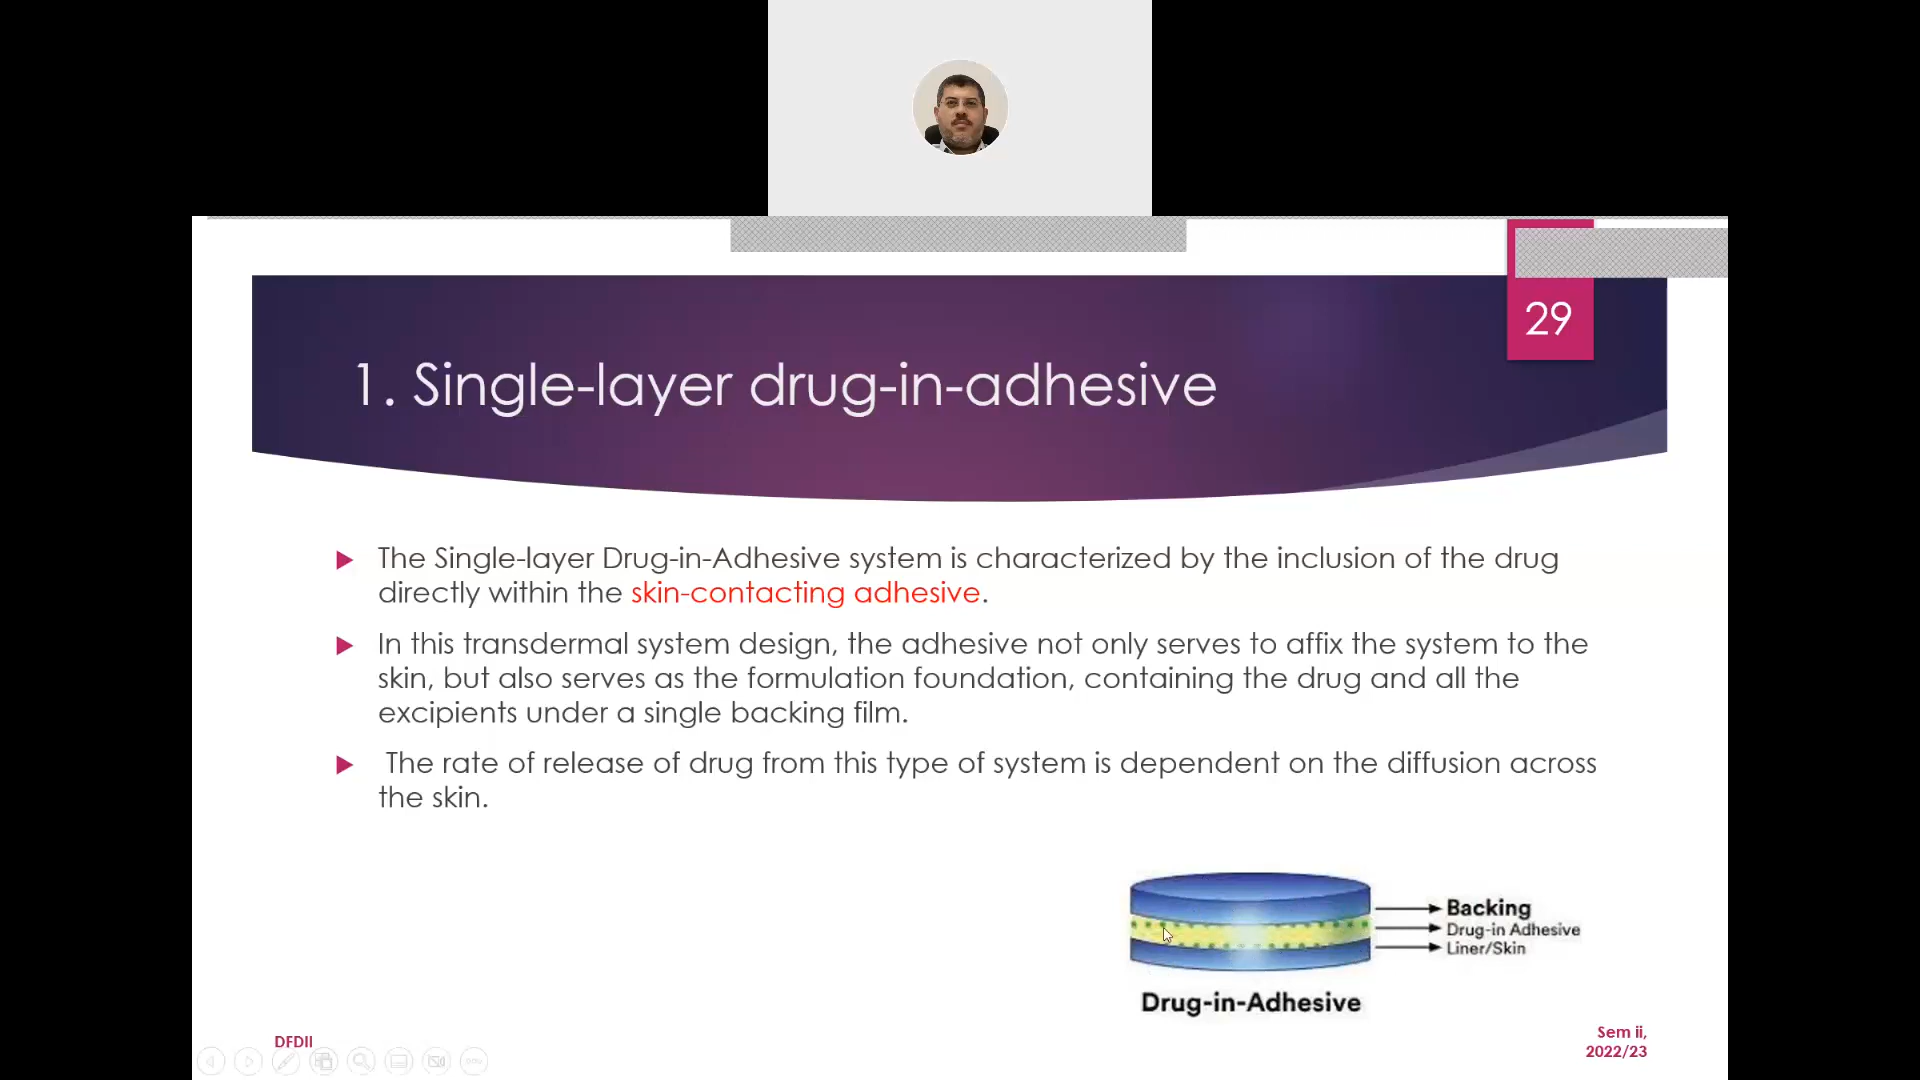 29
1. Single-layer drug-in-adhesive
The Single-layer Drug-in-Adhesive system is characterized by the inclusion of the drug
directly within the skin-contacting adhesive.
In this transdermal system design, the adhesive not only serves to affix the system to the
skin, but also serves as the formulation foundation, containing the drug and all the
excipients under a single backing film.
The rate of release of drug from this type of system is dependent on the diffusion across
the skin.
Backing
Drug-in Adhesive
Liner/Skin
Drug-in-Adhesive
DFDII
Sem ii,
2022/23